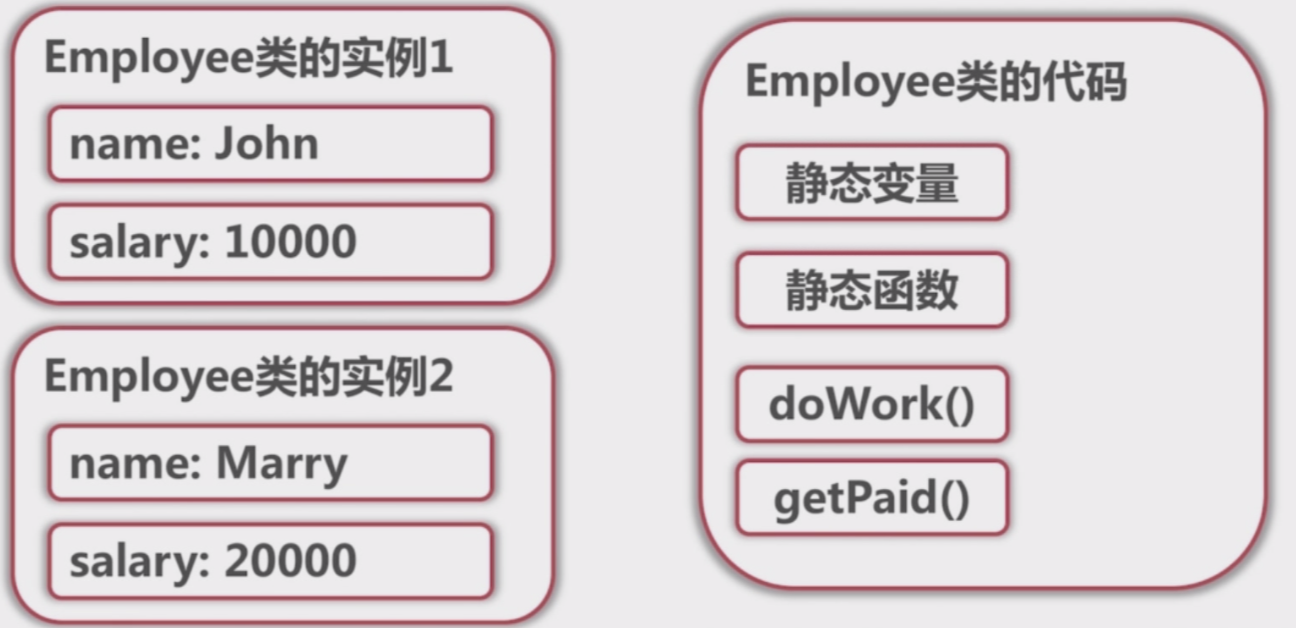 Employee类的实例1
name: John
salary: 10000
Employee类的实例2
name: Marry
salary: 20000
Employee类的代码
静态变量
静态函数
doWork()
getPaid()